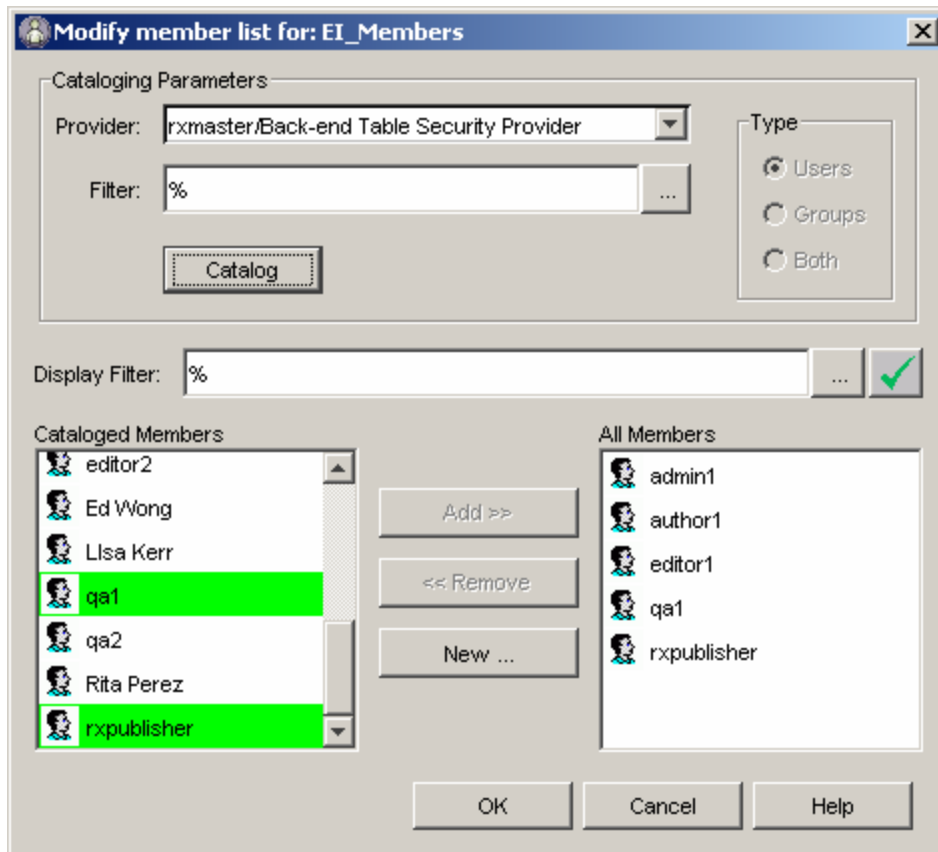 Modify member list for: EI_Members
Cataloging Parameters
Provider: rxmaster/Back-end Table Security Provider
Type
Users
Filter: % ...
Groups
Both
Catalog
Display Filter: % ...
Cataloged Members
editor2
Ed Wong
LIsa Kerr
qa1
qa2
Rita Perez
rxpublisher
Add >>
<< Remove
New ...
All Members
admin1
author1
editor1
qa1
rxpublisher
OK Cancel Help